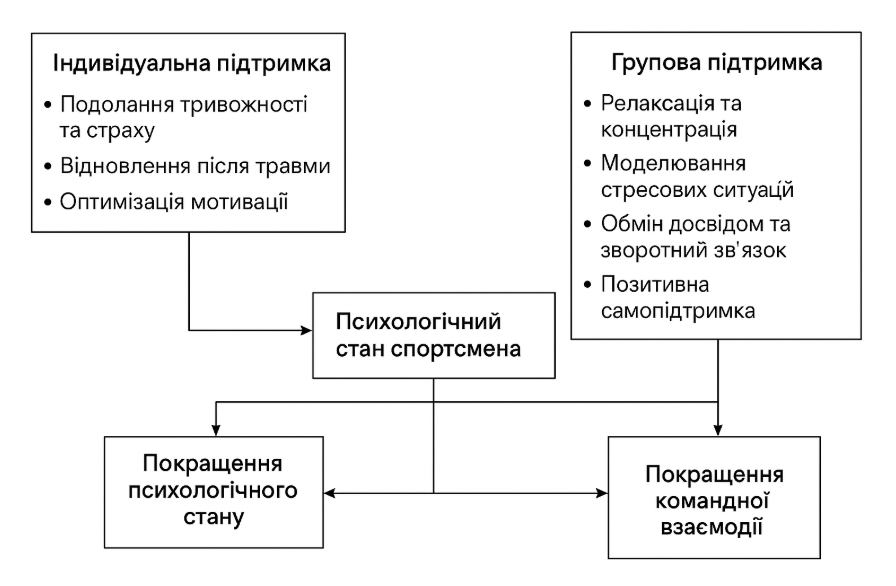 Індивідуальна підтримка
• Подолання тривожності
та страху
• Відновлення після травми
• Оптимізація мотивації
Групова підтримка
• Релаксація та
концентрація
• Моделювання
стресових ситуацій
• Обмін досвідом та
зворотний зв'язок
• Позитивна
самопідтримка
Психологічний
стан спортсмена
Покращення
психологічного
стану
Покращення
командної
взаємодії